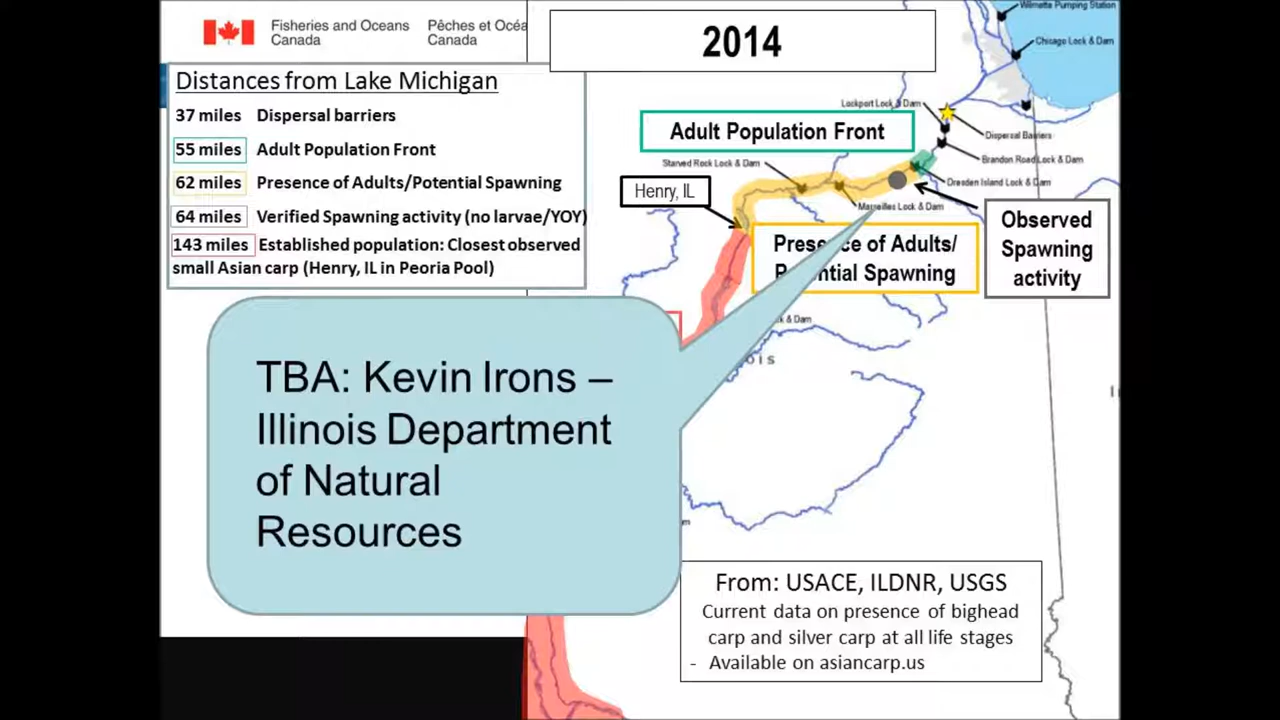 Fisheries and Oceans
Canada
Pêches et Océa
Canada
2014
Distances from Lake Michigan
37 miles Dispersal barriers
55 miles Adult Population Front
62 miles Presence of Adults/Potential Spawning
64 miles Verified Spawning activity (no larvae/YOY)
143 miles Established population: Closest observed
small Asian carp (Henry, IL in Peoria Pool)
Wilmette Pumping Station
Chicago Lock & Dam
Lockport Lock & Dam
Adult Population Front
Dispersal Barriers
Brandon Road Lock & Dam
Starved Rock Lock & Dam
Dresden Island Lock & Dam
Henry, IL
Marseilles Lock & Dam
Observed
Spawning
activity
Presence of Adults/
Potential Spawning
k & Dam
ois
TBA: Kevin Irons –
Illinois Department
of Natural
Resources
From: USACE, ILDNR, USGS
Current data on presence of bighead
carp and silver carp at all life stages
- Available on asiancarp.us